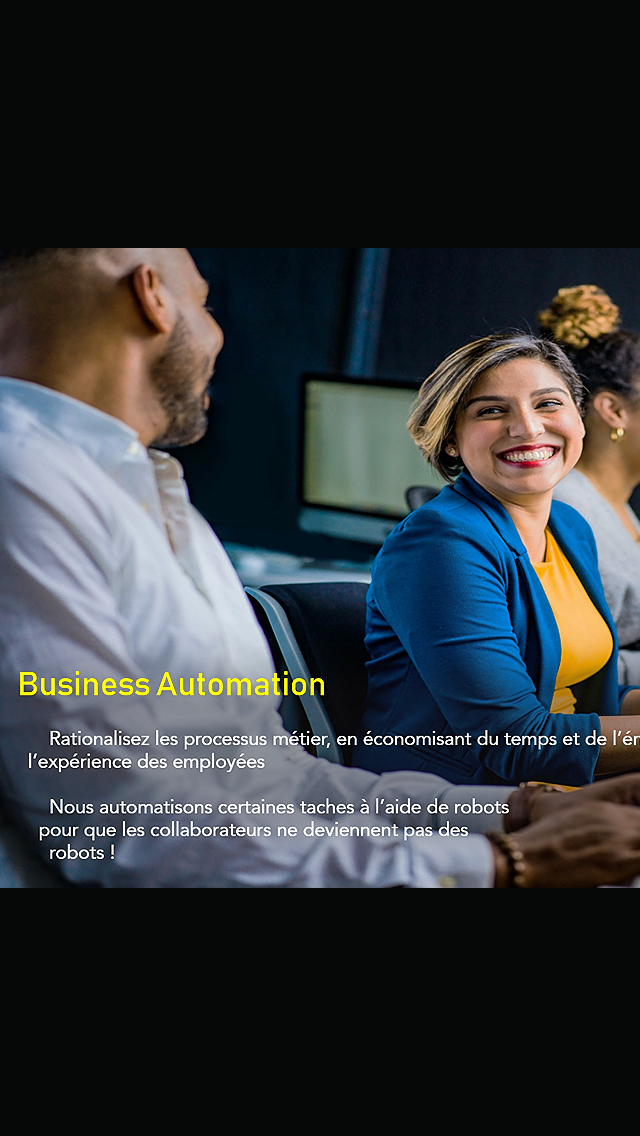 Business Automation
Rationalisez les processus métier, en économisant du temps et de
l'expérience des employées
Nous automatisons certaines taches à l'aide de robots
pour que les collaborateurs ne deviennent pas des
robots !